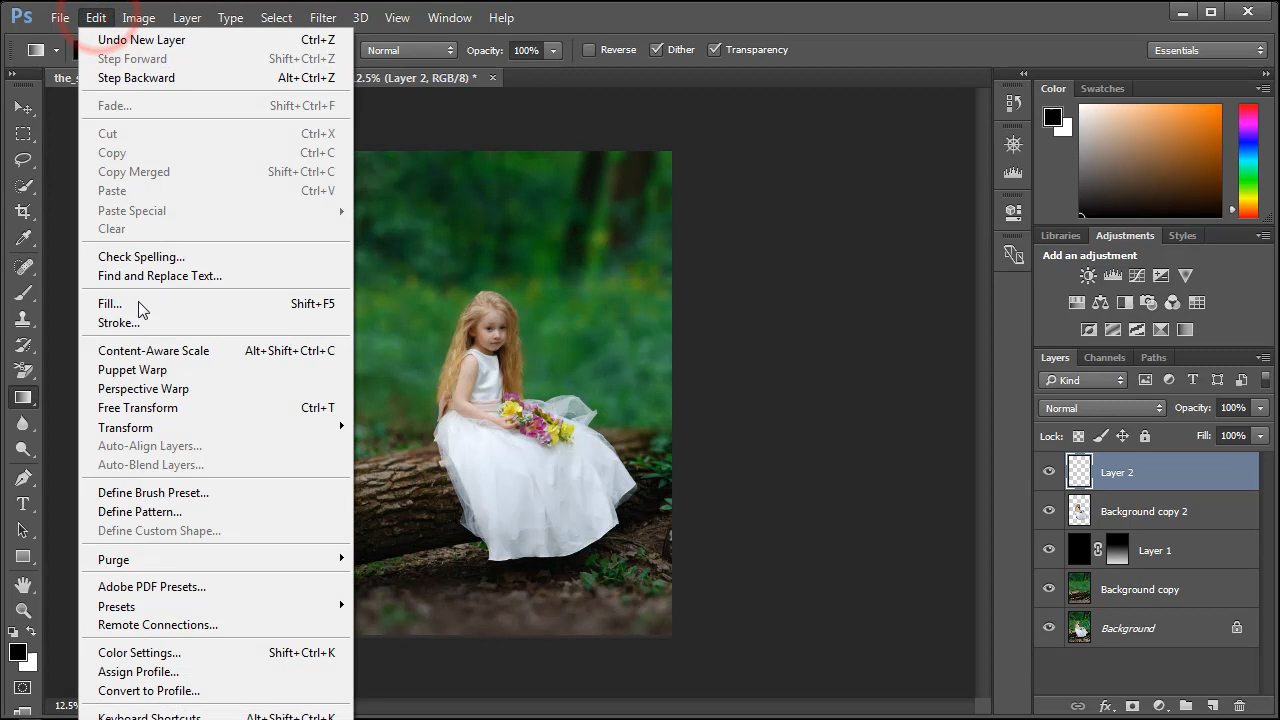 Ps File Edit Image Layer Type Select Filter 3D View Window Help
Normal Opacity: 100% Reverse Dither Transparency Essentials
the_s 12.5% (Layer 2, RGB/8) *
Undo New Layer Ctrl+Z
Step Forward Shift+Ctrl+Z
Step Backward Alt+Ctrl+Z
Fade... Shift+Ctrl+F
Cut Ctrl+X
Copy Ctrl+C
Copy Merged Shift+Ctrl+C
Paste Ctrl+V
Paste Special
Clear
Check Spelling...
Find and Replace Text...
Fill... Shift+F5
Stroke...
Content-Aware Scale Alt+Shift+Ctrl+C
Puppet Warp
Perspective Warp
Free Transform Ctrl+T
Transform
Auto-Align Layers...
Auto-Blend Layers...
Define Brush Preset...
Define Pattern...
Define Custom Shape...
Purge
Adobe PDF Presets...
Presets
Remote Connections...
Color Settings... Shift+Ctrl+K
Assign Profile...
Convert to Profile...
Keyboard Shortcuts... Alt+Shift+Ctrl+K
12.5%
Color Swatches
Libraries Adjustments Styles
Add an adjustment
Layers Channels Paths
Kind
Normal Opacity: 100%
Lock: Fill: 100%
Layer 2
Background copy 2
Layer 1
Background copy
Background